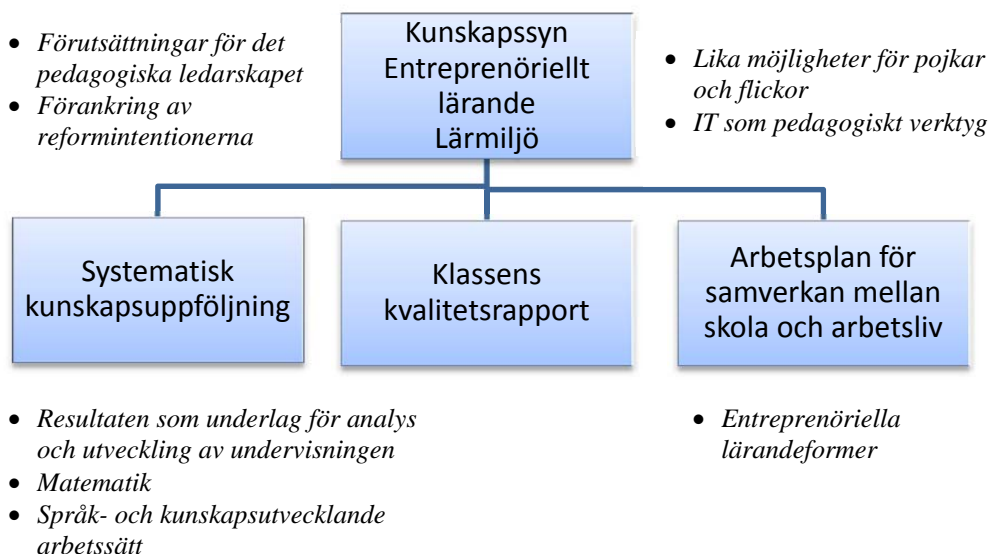 • Förutsättningar för det
pedagogiska ledarskapet
• Förankring av
reformintentionerna
Kunskapssyn
Entreprenöriellt
lärande
Lärmiljö
• Lika möjligheter för pojkar
och flickor
• IT som pedagogiskt verktyg
Systematisk
kunskapsuppföljning
Klassens
kvalitetsrapport
Arbetsplan för
samverkan mellan
skola och arbetsliv
• Resultaten som underlag för analys
och utveckling av undervisningen
• Matematik
• Språk- och kunskapsutvecklande
arbetssätt
• Entreprenöriella
lärandeformer